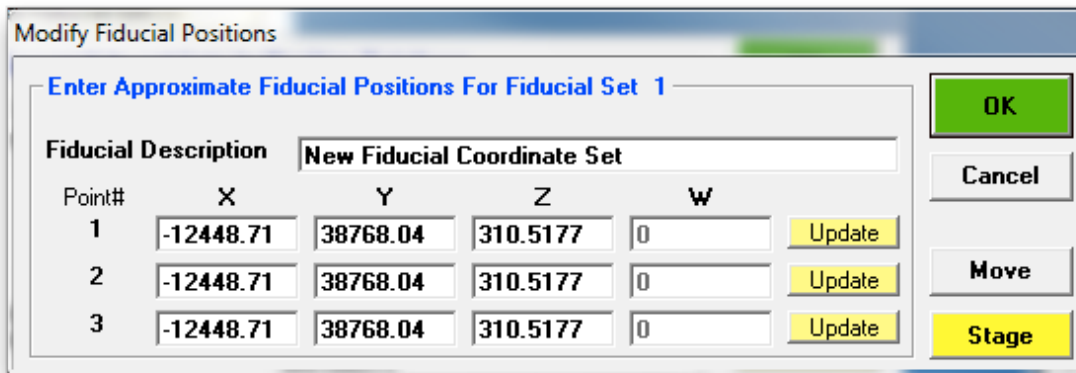 Modify Fiducial Positions
Enter Approximate Fiducial Positions For Fiducial Set 1
OK
Fiducial Description New Fiducial Coordinate Set
Cancel
Point# X Y Z W
1 -12448.71 38768.04 310.5177 0 Update
2 -12448.71 38768.04 310.5177 0 Update
Move
3 -12448.71 38768.04 310.5177 0 Update
Stage